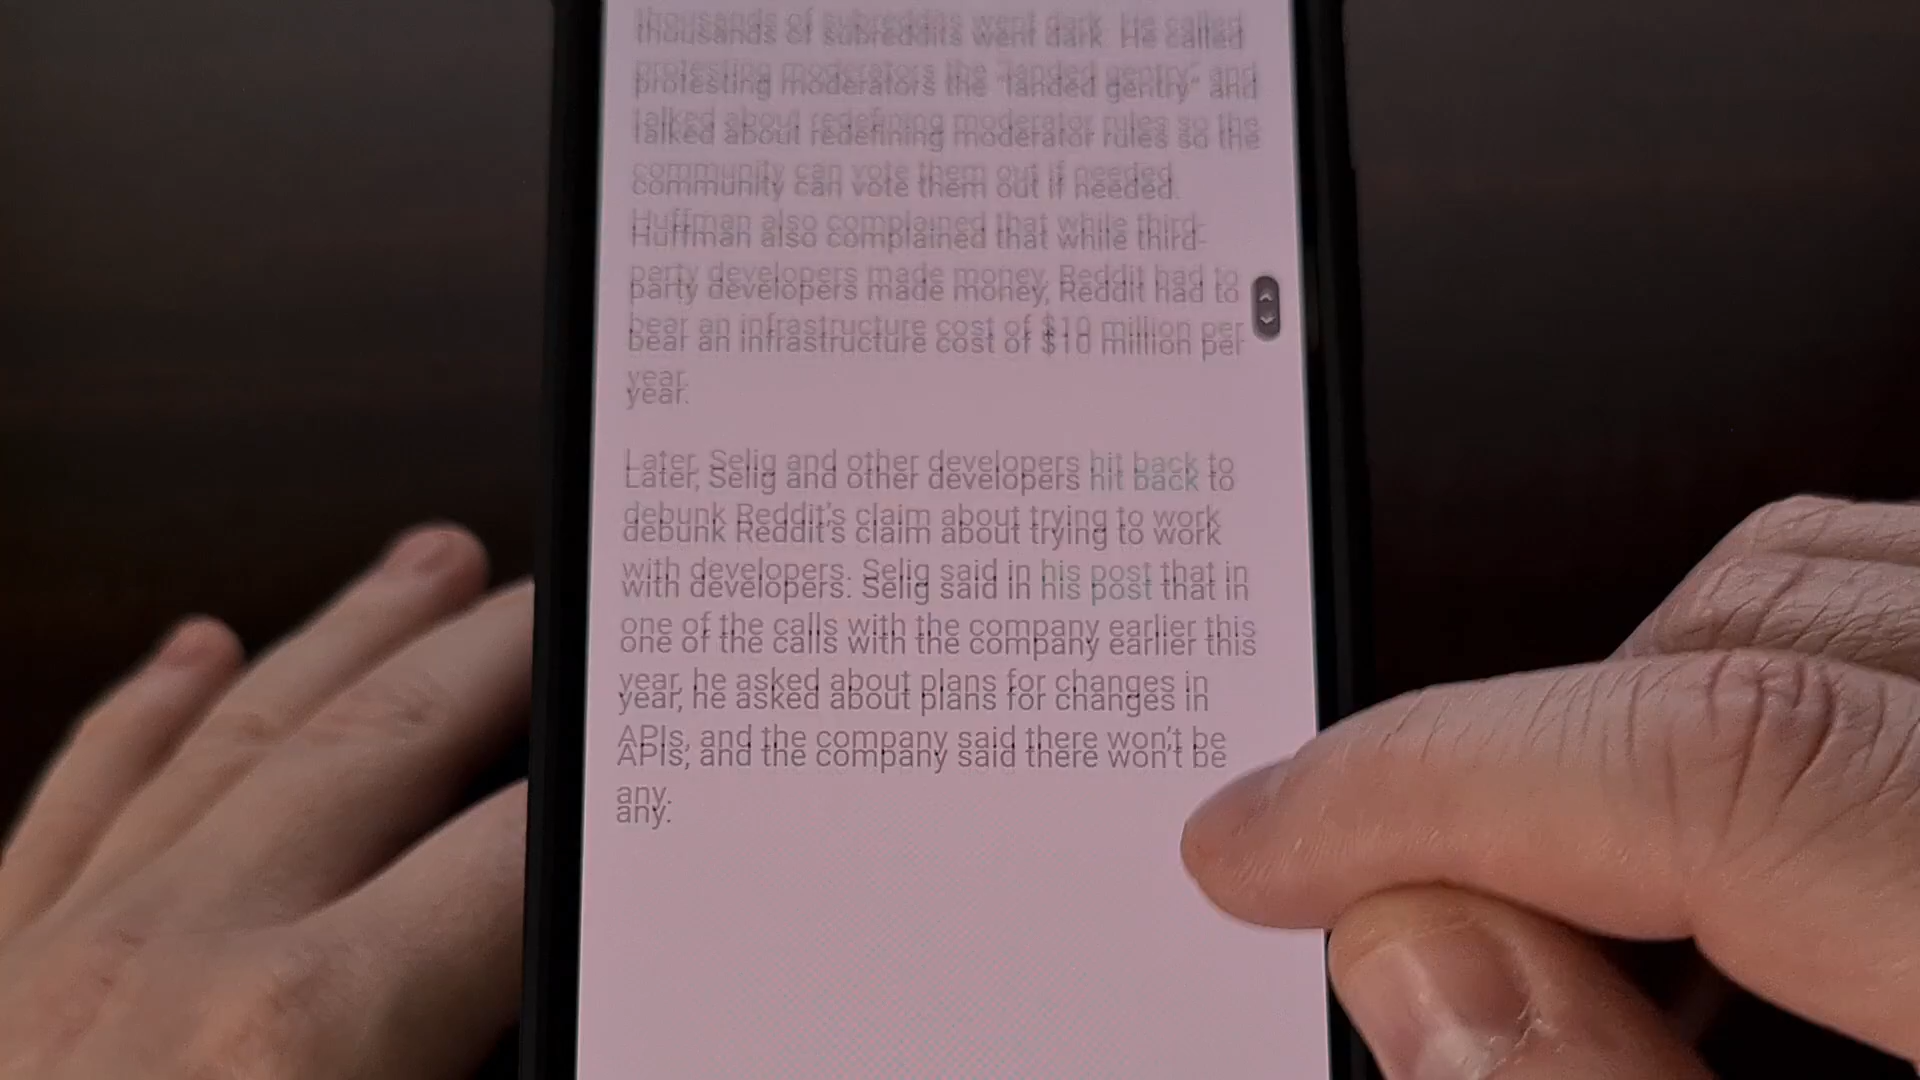 thousands of subreddits went dark. He called
protesting moderators the "landed gentry" and
talked about redefining moderator rules so the
community can vote them out if needed.
Huffman also complained that while third-
party developers made money, Reddit had to
bear an infrastructure cost of $10 million per
year.
Later, Selig and other developers hit back to
debunk Reddit's claim about trying to work
with developers. Selig said in his post that in
one of the calls with the company earlier this
year, he asked about plans for changes in
APIs, and the company said there won't be
any.